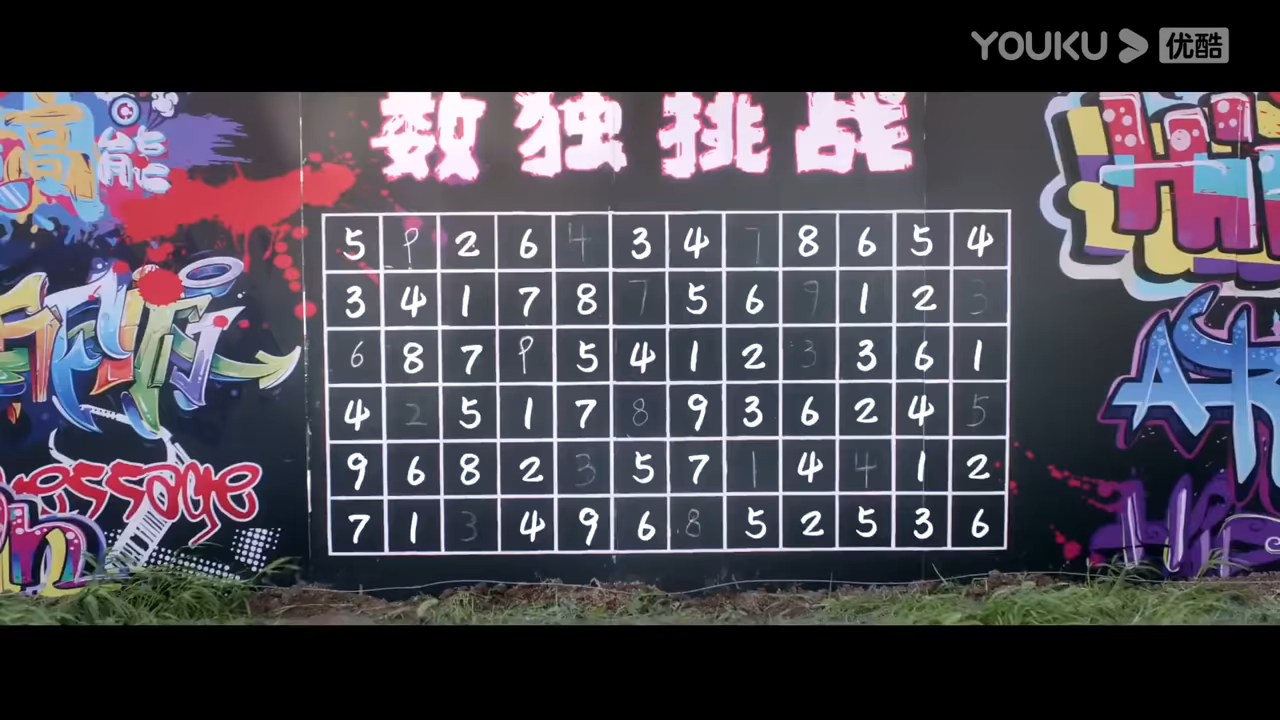 YOUKU 优酷
数独挑战
高能
Message
5 9 2 6 4 3 4 7 8 6 5 4
3 4 1 7 8 7 5 6 9 1 2 3
6 8 7 9 5 4 1 2 3 3 6 1
4 2 5 1 7 8 9 3 6 2 4 5
9 6 8 2 3 5 7 1 4 4 1 2
7 1 3 4 9 6 8 5 2 5 3 6